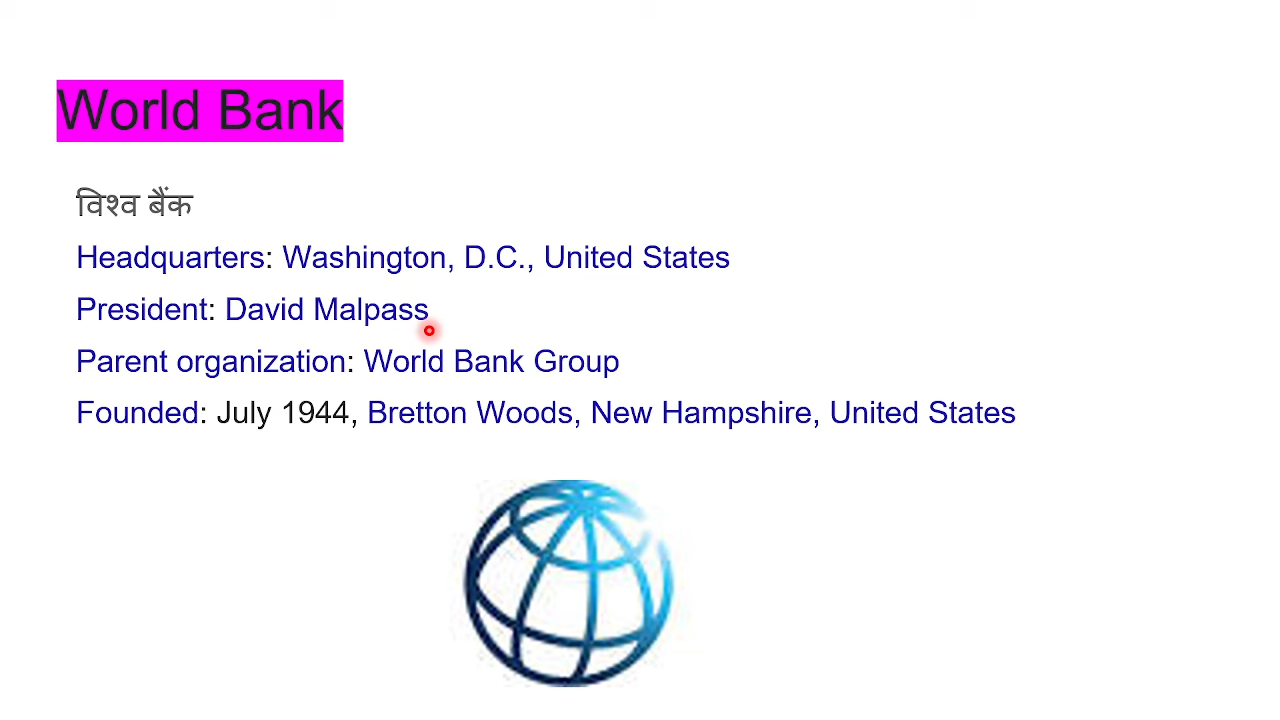 World Bank
विश्व बैंक
Headquarters: Washington, D.C., United States
President: David Malpass
Parent organization: World Bank Group
Founded: July 1944, Bretton Woods, New Hampshire, United States